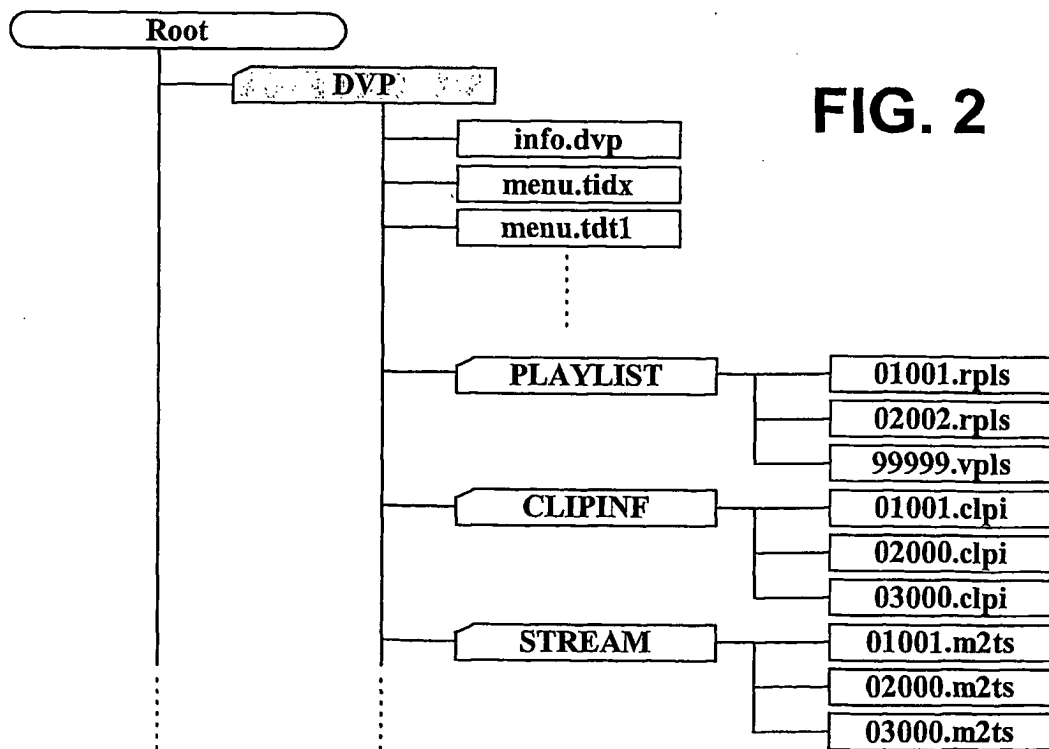 Root
DVP
FIG. 2
info.dvp
menu.tidx
menu.tdt1
PLAYLIST
01001.rpls
02002.rpls
99999.vpls
CLIPINF
01001.clpi
02000.clpi
03000.clpi
STREAM
01001.m2ts
02000.m2ts
03000.m2ts